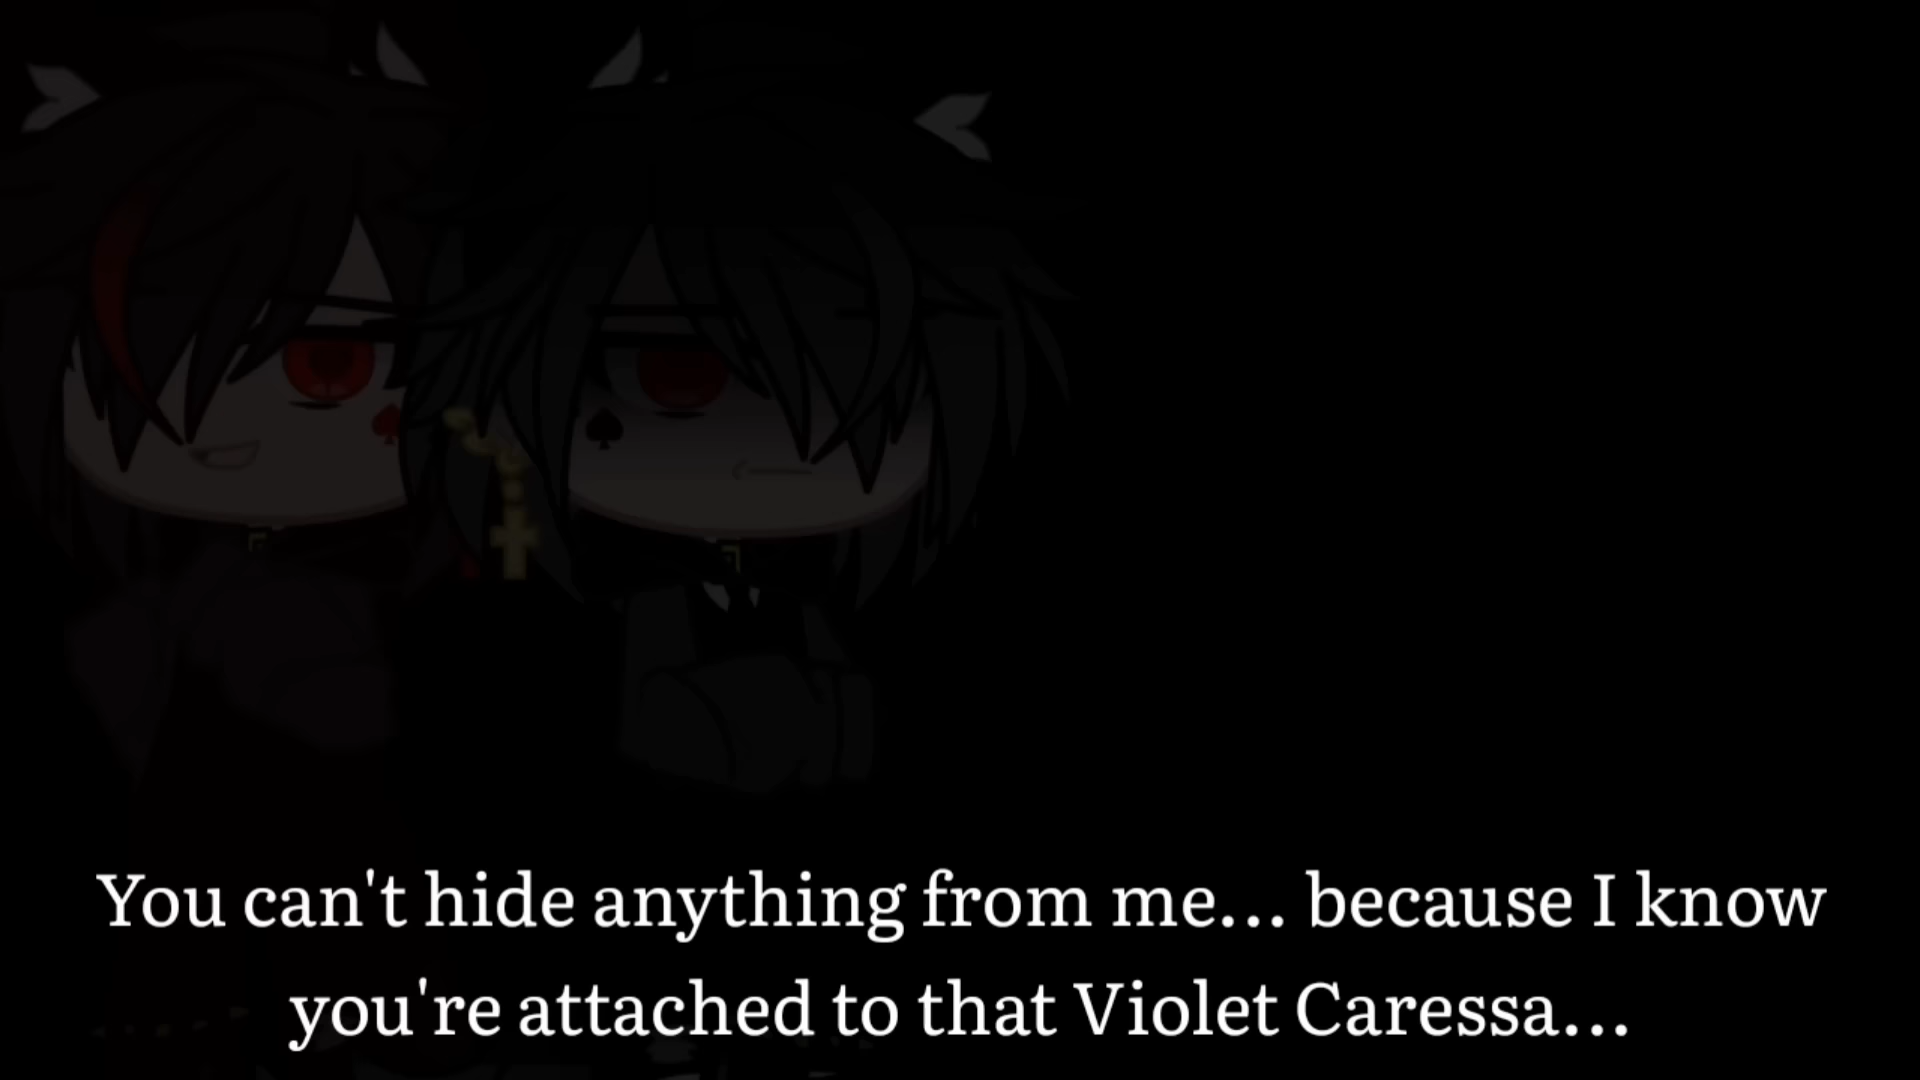 You can't hide anything from me... because I know
you're attached to that Violet Caressa...